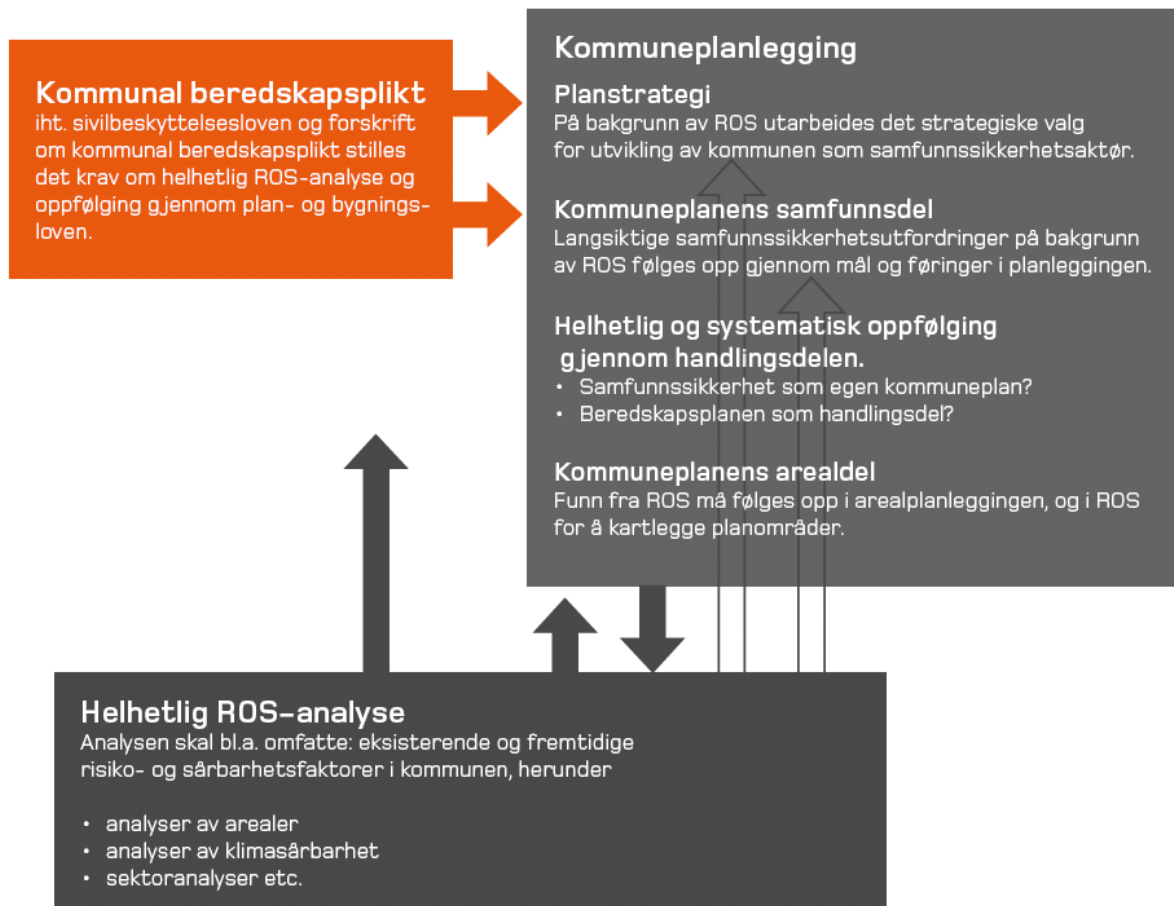 Kommunal beredskapsplikt
iht. sivilbeskyttelsesloven og forskrift
om kommunal beredskapsplikt stilles
det krav om helhetlig ROS-analyse og
oppfølging gjennom plan- og bygnings-
loven.
Kommuneplanlegging
Planstrategi
På bakgrunn av ROS utarbeides det strategiske valg
for utvikling av kommunen som samfunnssikkerhetsaktør.
Kommuneplanens samfunnsdel
Langsiktige samfunnssikkerhetsutfordringer på bakgrunn
av ROS følges opp gjennom mål og føringer i planleggingen.
Helhetlig og systematisk oppfølging
gjennom handlingsdelen.
• Samfunnssikkerhet som egen kommuneplan?
• Beredskapsplanen som handlingsdel?
Kommuneplanens arealdel
Funn fra ROS må følges opp i arealplanleggingen, og i ROS
for å kartlegge planområder.
Helhetlig ROS-analyse
Analysen skal bl.a. omfatte: eksisterende og fremtidige
risiko- og sårbarhetsfaktorer i kommunen, herunder
• analyser av arealer
• analyser av klimasårbarhet
• sektoranalyser etc.